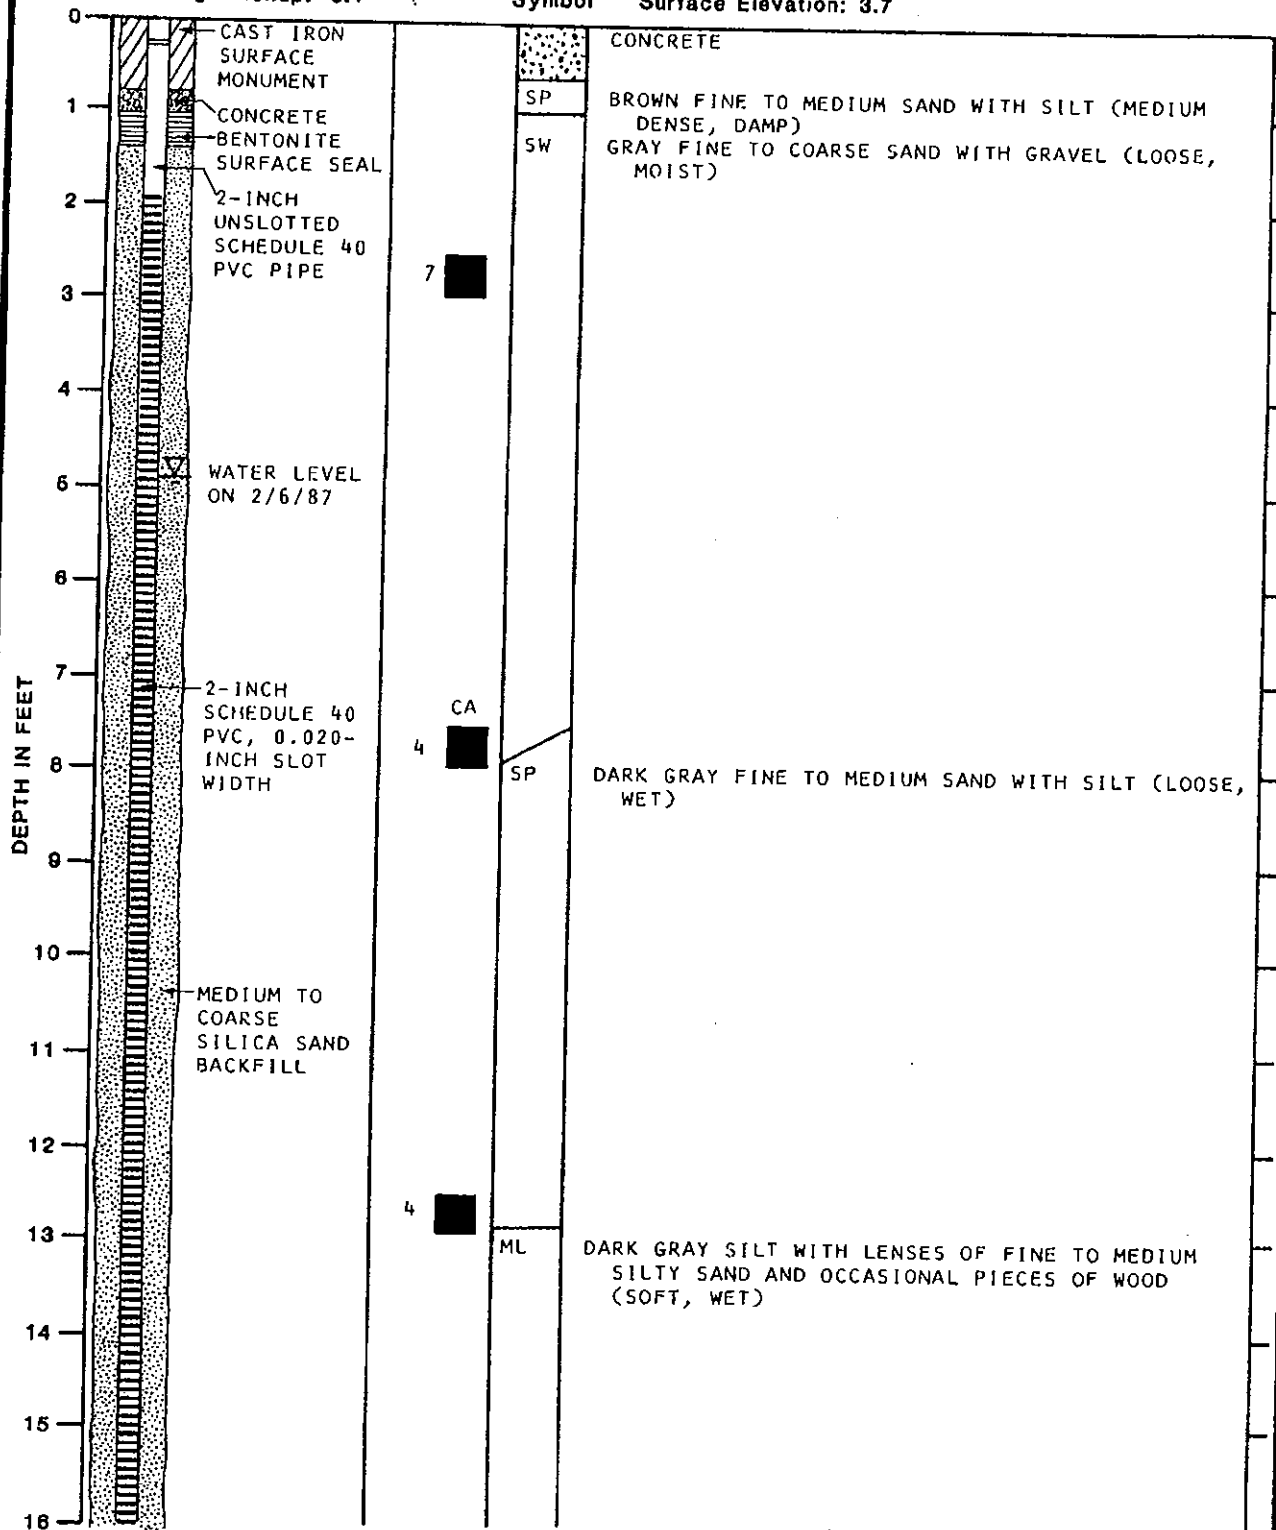 Symbol Surface Elevation: 3.7
0
CAST IRON
SURFACE
MONUMENT
CONCRETE
BENTONITE
SURFACE SEAL
2-INCH
UNSLOTTED
SCHEDULE 40
PVC PIPE
CONCRETE
1
SP
BROWN FINE TO MEDIUM SAND WITH SILT (MEDIUM
DENSE, DAMP)
SW
GRAY FINE TO COARSE SAND WITH GRAVEL (LOOSE,
MOIST)
2
7
3
4
WATER LEVEL
ON 2/6/87
5
6
7
2-INCH
SCHEDULE 40
PVC, 0.020-
INCH SLOT
WIDTH
CA
4
8
SP
DARK GRAY FINE TO MEDIUM SAND WITH SILT (LOOSE,
WET)
DEPTH IN FEET
9
10
MEDIUM TO
COARSE
SILICA SAND
BACKFILL
11
12
4
13
ML
DARK GRAY SILT WITH LENSES OF FINE TO MEDIUM
SILTY SAND AND OCCASIONAL PIECES OF WOOD
(SOFT, WET)
14
15
16